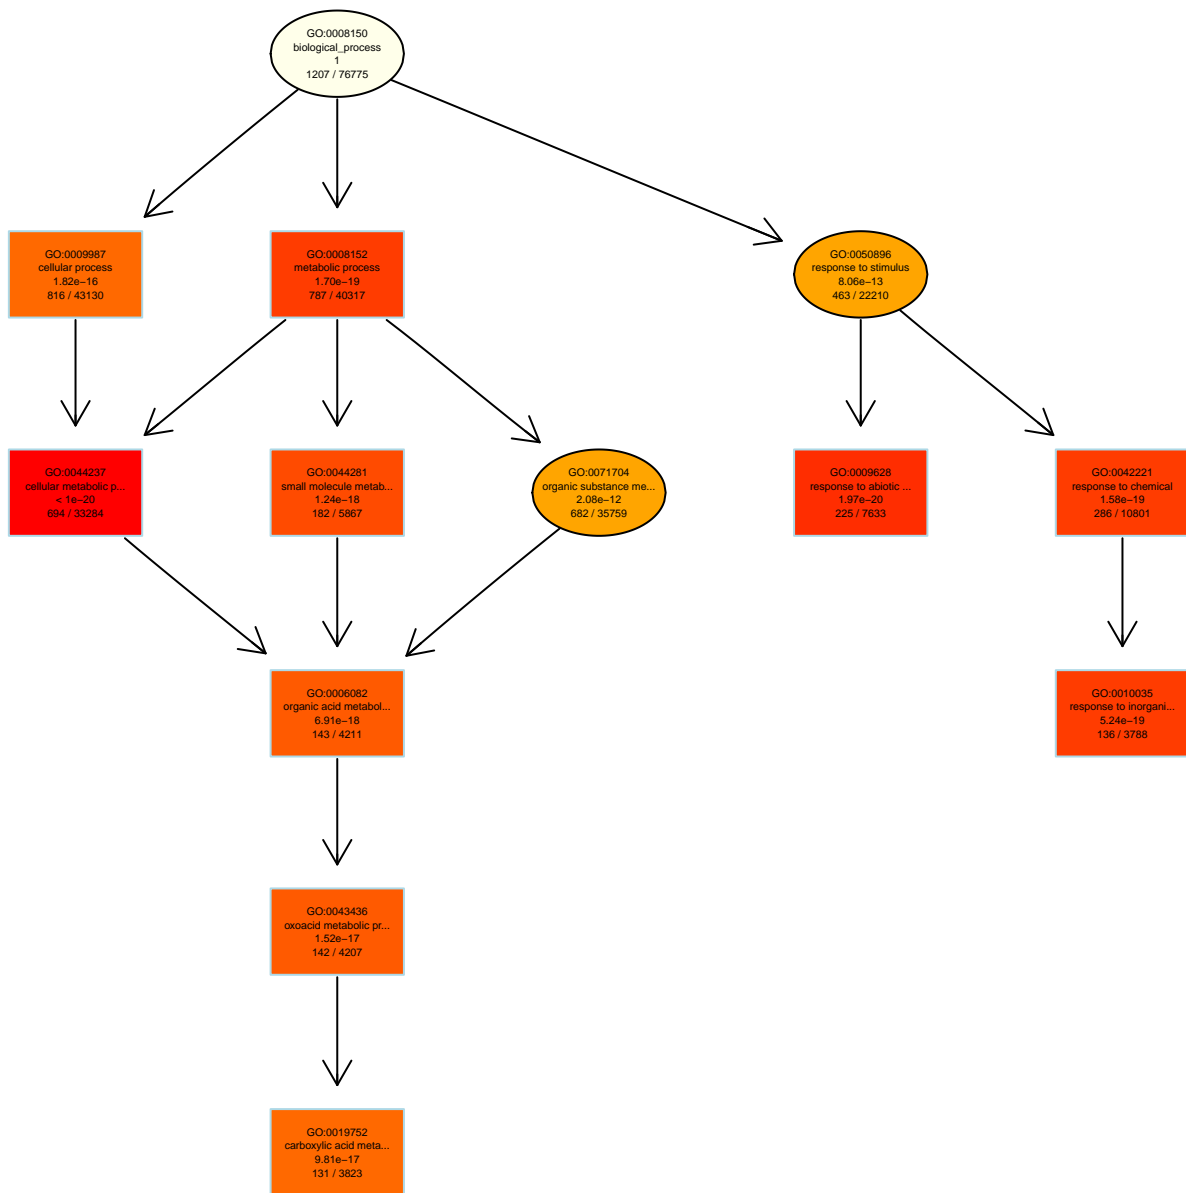 GO:0008150
biological_process
1
1207 / 76775
GO:0009987
cellular process
1.82e−16
816 / 43130
GO:0008152
metabolic process
1.70e−19
787 / 40317
GO:0050896
response to stimulus
8.06e−13
463 / 22210
GO:0044237
cellular metabolic p...
< 1e−20
694 / 33284
GO:0044281
small molecule metab...
1.24e−18
182 / 5867
GO:0071704
organic substance me...
2.08e−12
682 / 35759
GO:0009628
response to abiotic ...
1.97e−20
225 / 7633
GO:0042221
response to chemical
1.58e−19
286 / 10801
GO:0006082
organic acid metabol...
6.91e−18
143 / 4211
GO:0010035
response to inorgani...
5.24e−19
136 / 3788
GO:0043436
oxoacid metabolic pr...
1.52e−17
142 / 4207
GO:0019752
carboxylic acid meta...
9.81e−17
131 / 3823